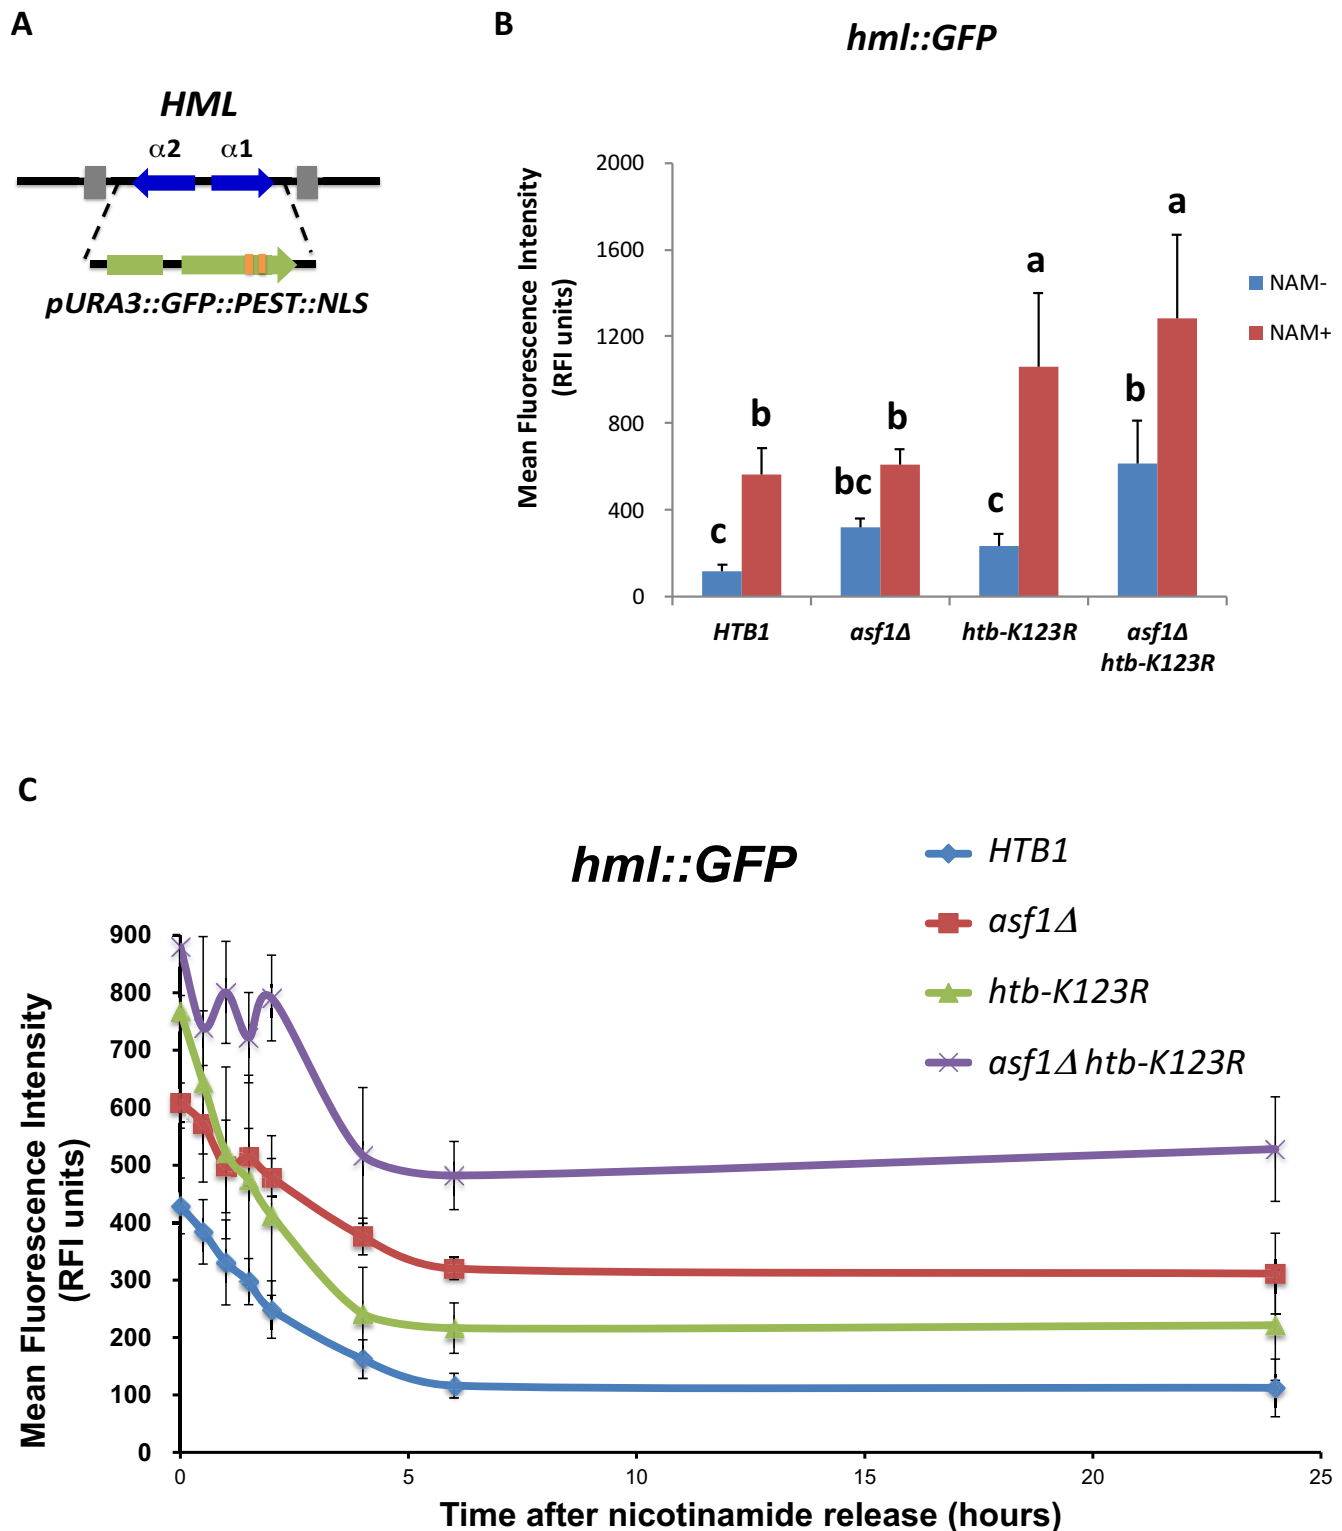 A
HML
α2 α1
pURA3::GFP::PEST::NLS
B
hml::GFP
Mean Fluorescence Intensity
(RFI units)
2000
1600
1200
800
400
0
c
b
bc
b
c
a
b
a
NAM-
NAM+
HTB1
asf1Δ
htb-K123R
asf1Δ
htb-K123R
C
hml::GFP
HTB1
asf1Δ
htb-K123R
asf1Δ htb-K123R
Mean Fluorescence Intensity
(RFI units)
900
800
700
600
500
400
300
200
100
0
0 5 10 15 20 25
Time after nicotinamide release (hours)